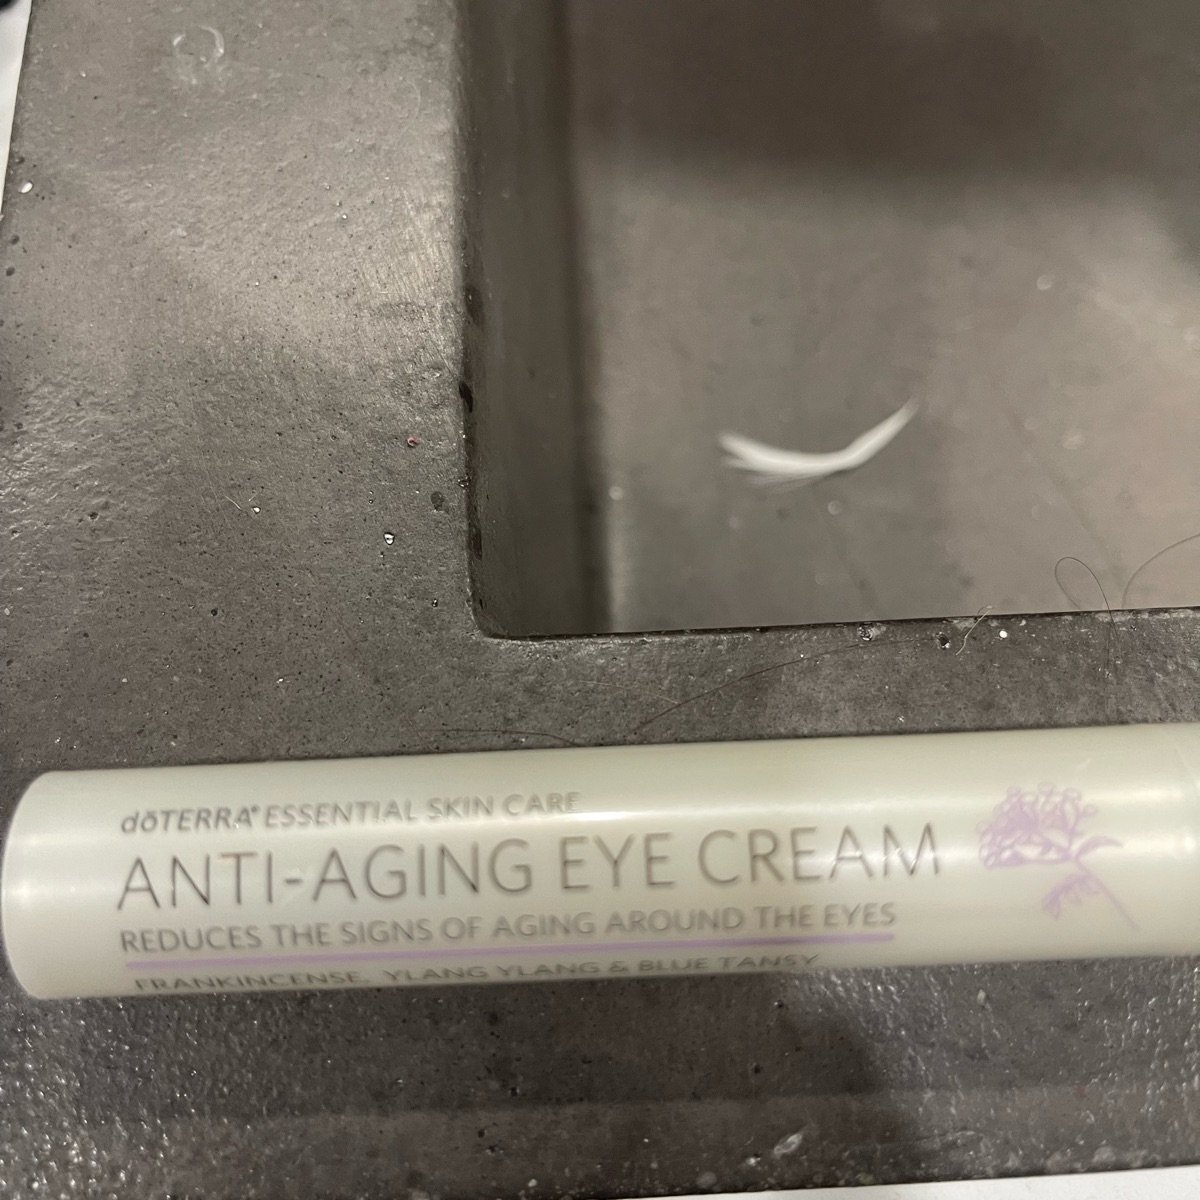 dōTERRA® ESSENTIAL SKIN CARE
ANTI-AGING EYE CREAM
REDUCES THE SIGNS OF AGING AROUND THE EYES
FRANKINCENSE, YLANG YLANG & BLUE TANSY